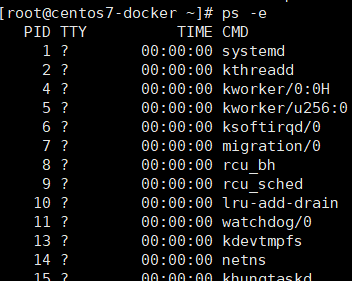 [root@centos7-docker ~]# ps -e
PID TTY TIME CMD
1 ? 00:00:00 systemd
2 ? 00:00:00 kthreadd
4 ? 00:00:00 kworker/0:0H
5 ? 00:00:00 kworker/u256:0
6 ? 00:00:00 ksoftirqd/0
7 ? 00:00:00 migration/0
8 ? 00:00:00 rcu_bh
9 ? 00:00:00 rcu_sched
10 ? 00:00:00 lru-add-drain
11 ? 00:00:00 watchdog/0
13 ? 00:00:00 kdevtmpfs
14 ? 00:00:00 netns
15 ? 00:00:00 khungtaskd